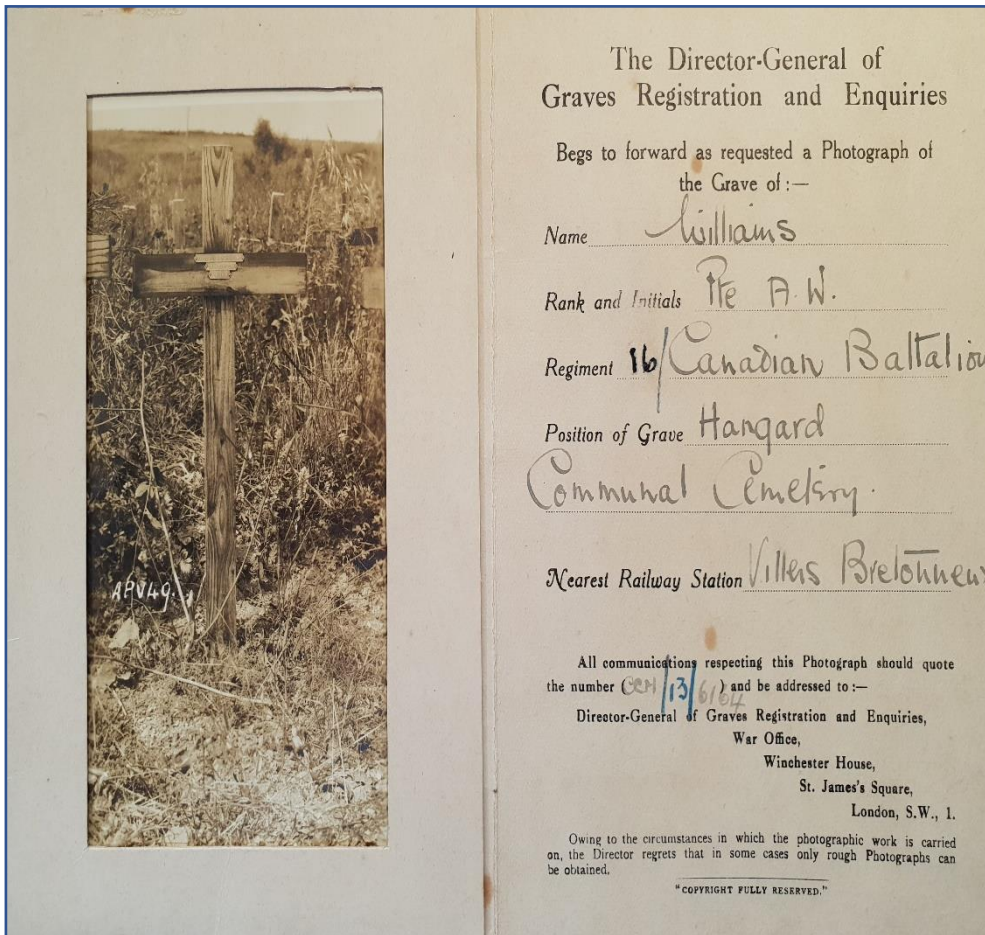 APV49.
The Director-General of
Graves Registration and Enquiries
Begs to forward as requested a Photograph of
the Grave of :—
Name Williams
Rank and Initials Pte A.W.
Regiment 16/Canadian Battalion
Position of Grave Hangard
Communal Cemetery.
Nearest Railway Station Villers Bretonneux
All communications respecting this Photograph should quote
the number (CCM/13/6164) and be addressed to :—
Director-General of Graves Registration and Enquiries,
War Office,
Winchester House,
St. James's Square,
London, S.W., 1.
Owing to the circumstances in which the photographic work is carried
on, the Director regrets that in some cases only rough Photographs can
be obtained.
"COPYRIGHT FULLY RESERVED."